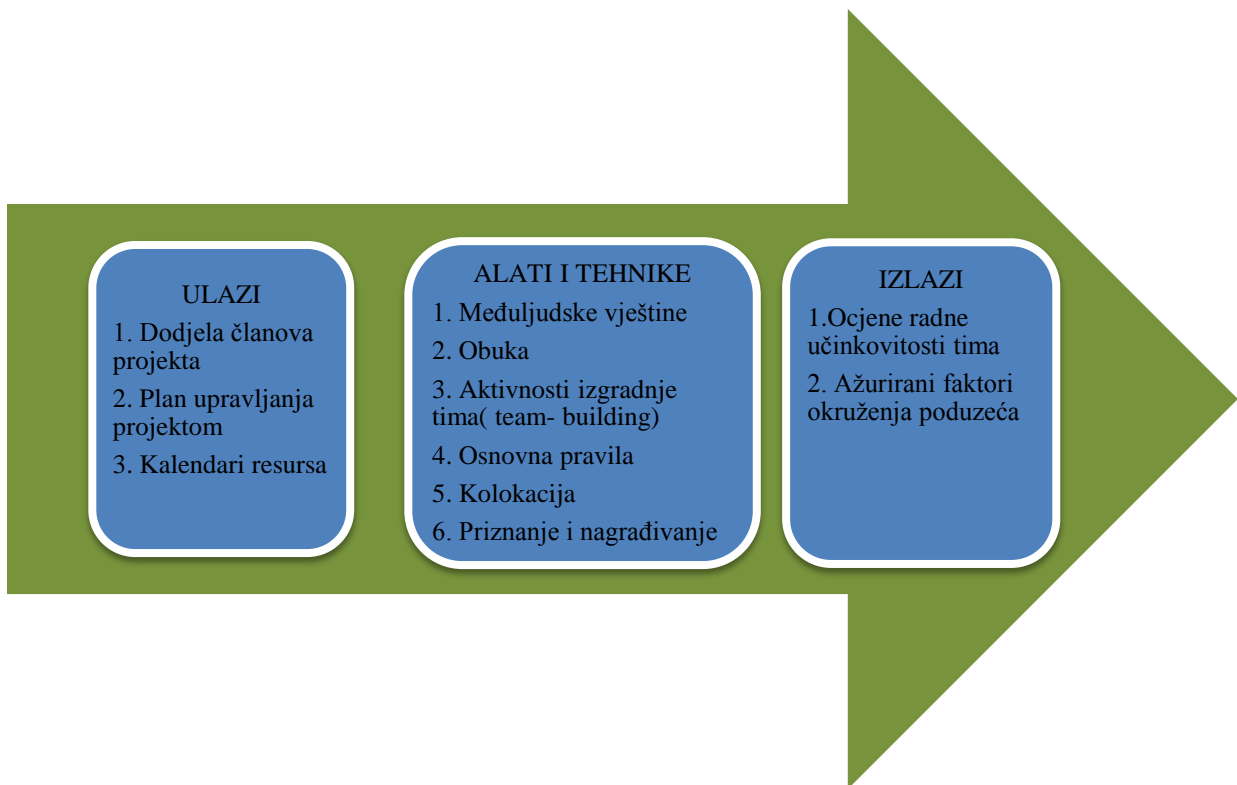 ULAZI
1. Dodjela članova
projekta
2. Plan upravljanja
projektom
3. Kalendari resursa
ALATI I TEHNIKE
1. Međuljudske vještine
2. Obuka
3. Aktivnosti izgradnje
tima( team- building)
4. Osnovna pravila
5. Kolokacija
6. Priznanje i nagrađivanje
IZLAZI
1.Ocjene radne
učinkovitosti tima
2. Ažurirani faktori
okruženja poduzeća